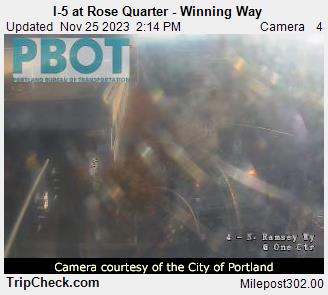 I-5 at Rose Quarter - Winning Way
Updated Nov 25 2023 2:14 PM Camera 4
PBOT
PORTLAND BUREAU OF TRANSPORTATION
4 - N. Ramsey Wy
@ One Ctr
Camera courtesy of the City of Portland
TripCheck.com Milepost302.00